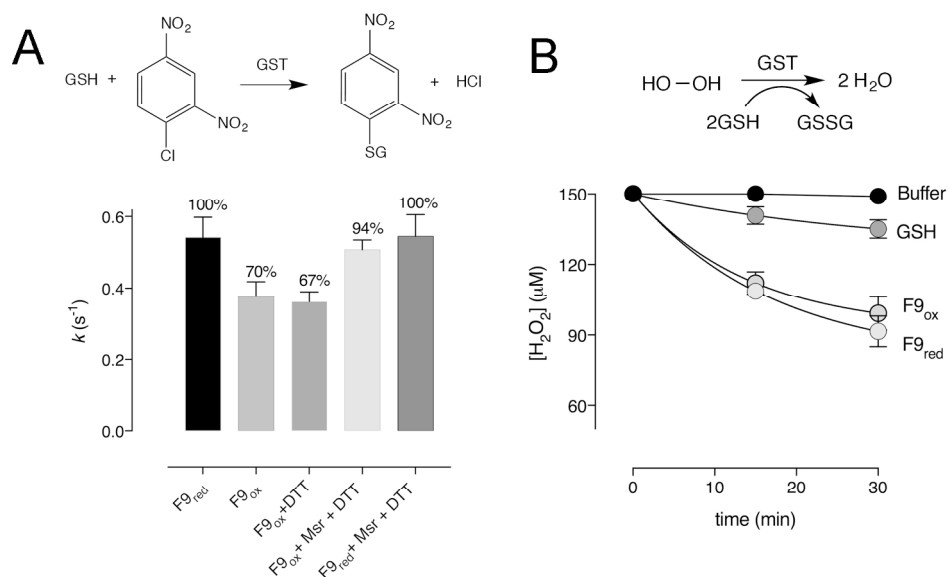 A
NO₂
GSH +
NO₂
Cl
GST
NO₂
NO₂
SG
+ HCl
k (s⁻¹)
0.6
0.4
0.2
0.0
100%
70%
67%
94%
100%
F9red
F9ox
F9ox+DTT
F9ox+ Msr + DTT
F9red+ Msr + DTT
B
HO—OH
GST
2 H₂O
2GSH
GSSG
[H₂O₂] (μM)
150
120
90
60
Buffer
GSH
F9ox
F9red
0
10
20
30
time (min)